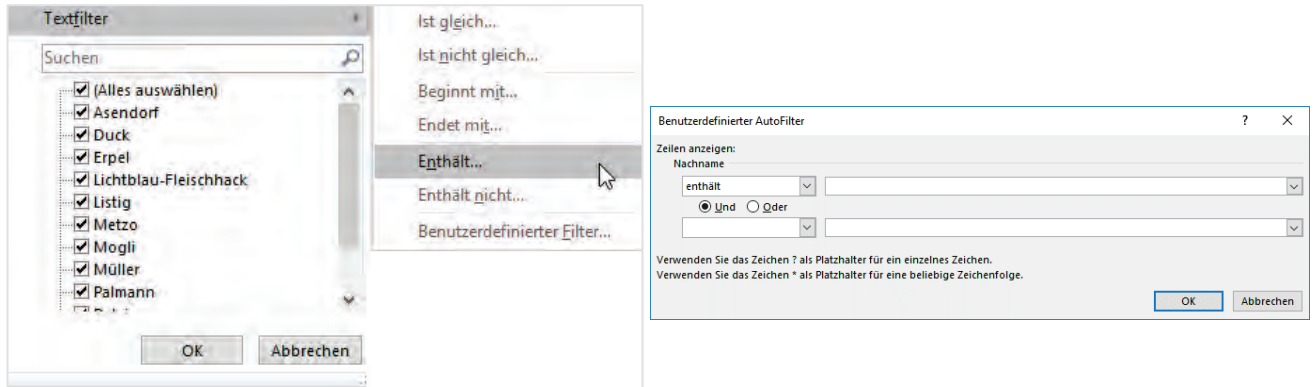 Textfilter
Suchen
(Alles auswählen)
Asendorf
Duck
Erpel
Lichtblau-Fleischhack
Listig
Metzo
Mogli
Müller
Palmann
OK Abbrechen
Ist gleich...
Ist nicht gleich...
Beginnt mit...
Endet mit...
Enthält...
Enthält nicht...
Benutzerdefinierter Filter...
Benutzerdefinierter AutoFilter ? ×
Zeilen anzeigen:
Nachname
enthält
Und Oder
Verwenden Sie das Zeichen ? als Platzhalter für ein einzelnes Zeichen.
Verwenden Sie das Zeichen * als Platzhalter für eine beliebige Zeichenfolge.
OK Abbrechen